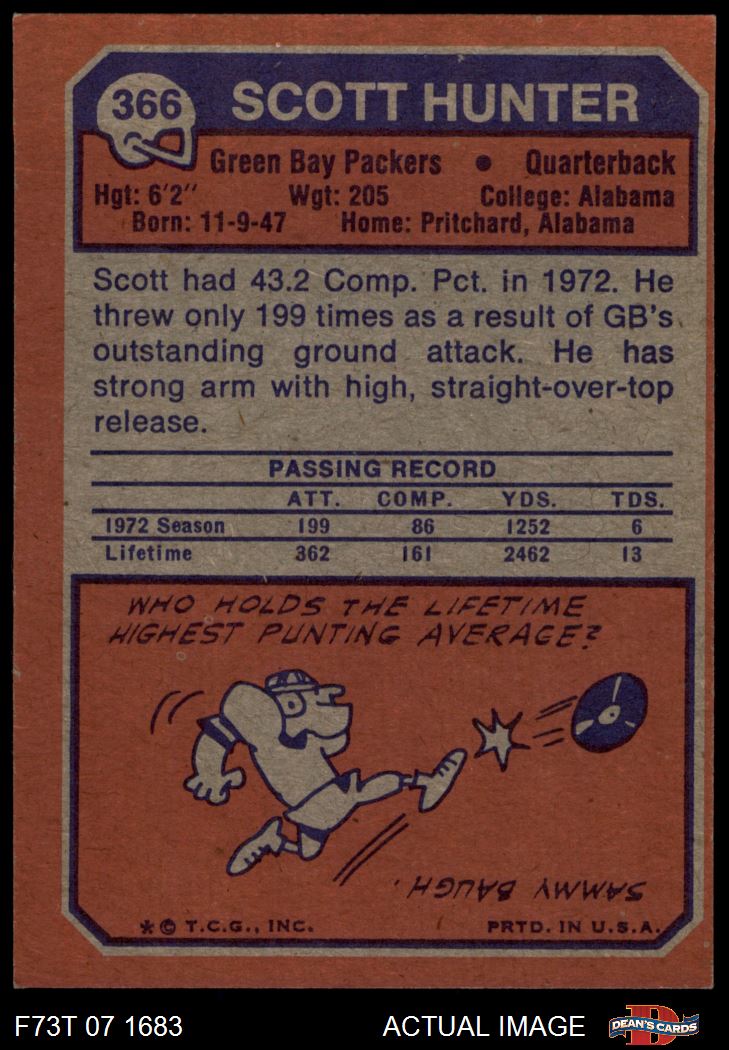 366 SCOTT HUNTER
Green Bay Packers • Quarterback
Hgt: 6'2" Wgt: 205 College: Alabama
Born: 11-9-47 Home: Pritchard, Alabama
Scott had 43.2 Comp. Pct. in 1972. He
threw only 199 times as a result of GB's
outstanding ground attack. He has
strong arm with high, straight-over-top
release.
PASSING RECORD
ATT. COMP. YDS. TDS.
1972 Season 199 86 1252 6
Lifetime 362 161 2462 13
WHO HOLDS THE LIFETIME
HIGHEST PUNTING AVERAGE?
SAMMY BAUGH.
* © T.C.G., INC. PRTD. IN U.S.A.
F73T 07 1683 ACTUAL IMAGE D DEAN'S CARDS